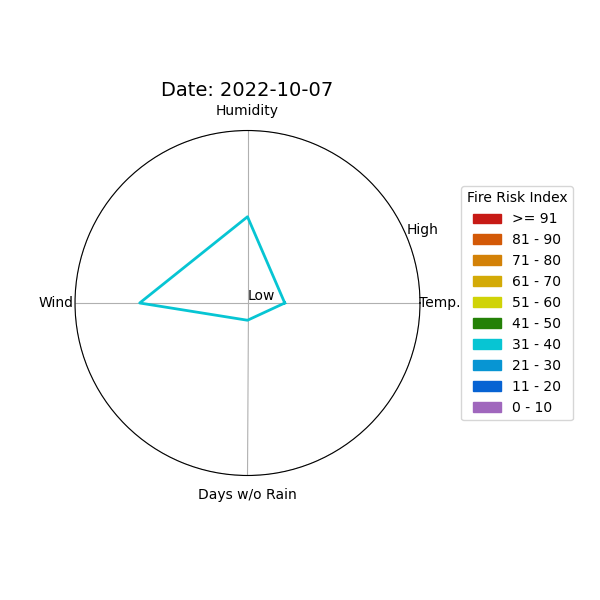 Date: 2022-10-07
Humidity
High
Low
Wind
Temp.
Days w/o Rain
Fire Risk Index
>= 91
81 - 90
71 - 80
61 - 70
51 - 60
41 - 50
31 - 40
21 - 30
11 - 20
0 - 10